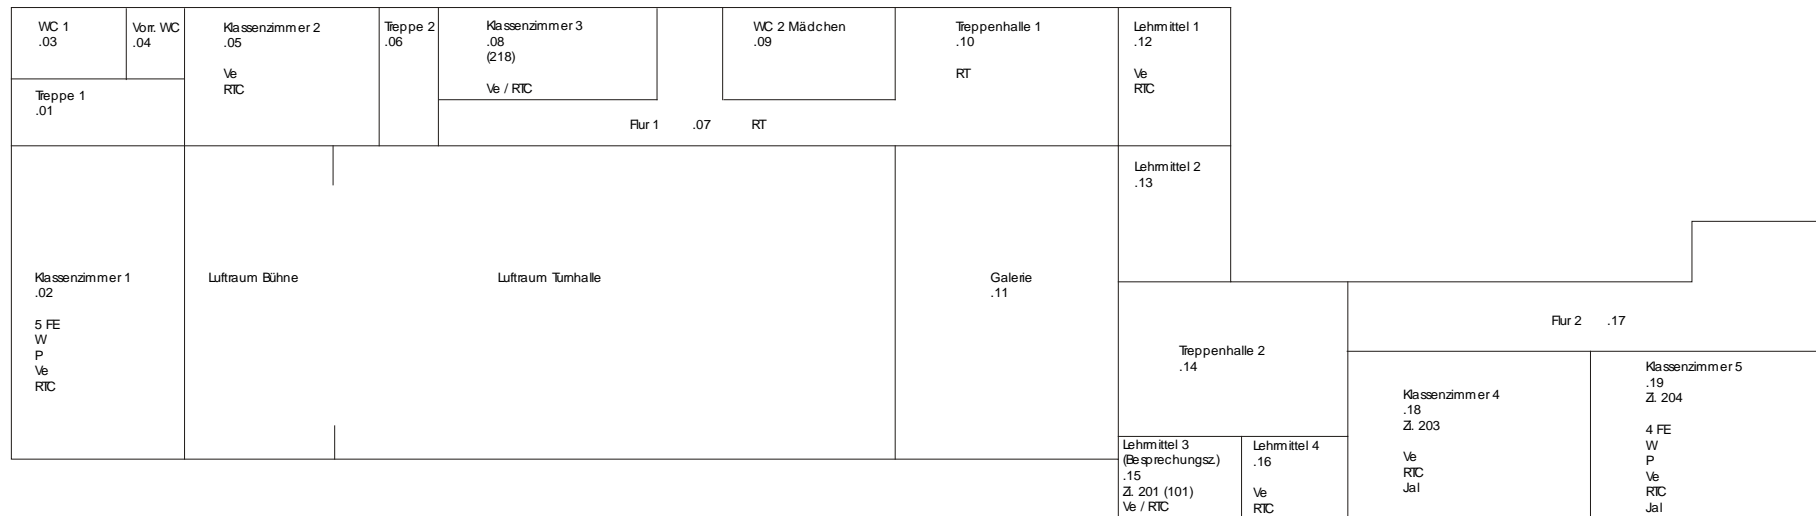 WC 1
.03
Vorr. WC
.04
Klassenzimmer 2
.05
Ve
RTC
Treppe 2
.06
Klassenzimmer 3
.08
(218)
Ve / RTC
WC 2 Mädchen
.09
Treppenhalle 1
.10
RT
Lehrmittel 1
.12
Ve
RTC
Treppe 1
.01
Flur 1 .07 RT
Lehrmittel 2
.13
Klassenzimmer 1
.02
5 FE
W
P
Ve
RTC
Luftraum Bühne
Luftraum Turnhalle
Galerie
.11
Treppenhalle 2
.14
Flur 2 .17
Klassenzimmer 4
.18
Zi. 203
Ve
RTC
Jal
Klassenzimmer 5
.19
Zi. 204
4 FE
W
P
Ve
RTC
Jal
Lehrmittel 3
(Besprechungsz.)
.15
Zi. 201 (101)
Ve / RTC
Lehrmittel 4
.16
Ve
RTC